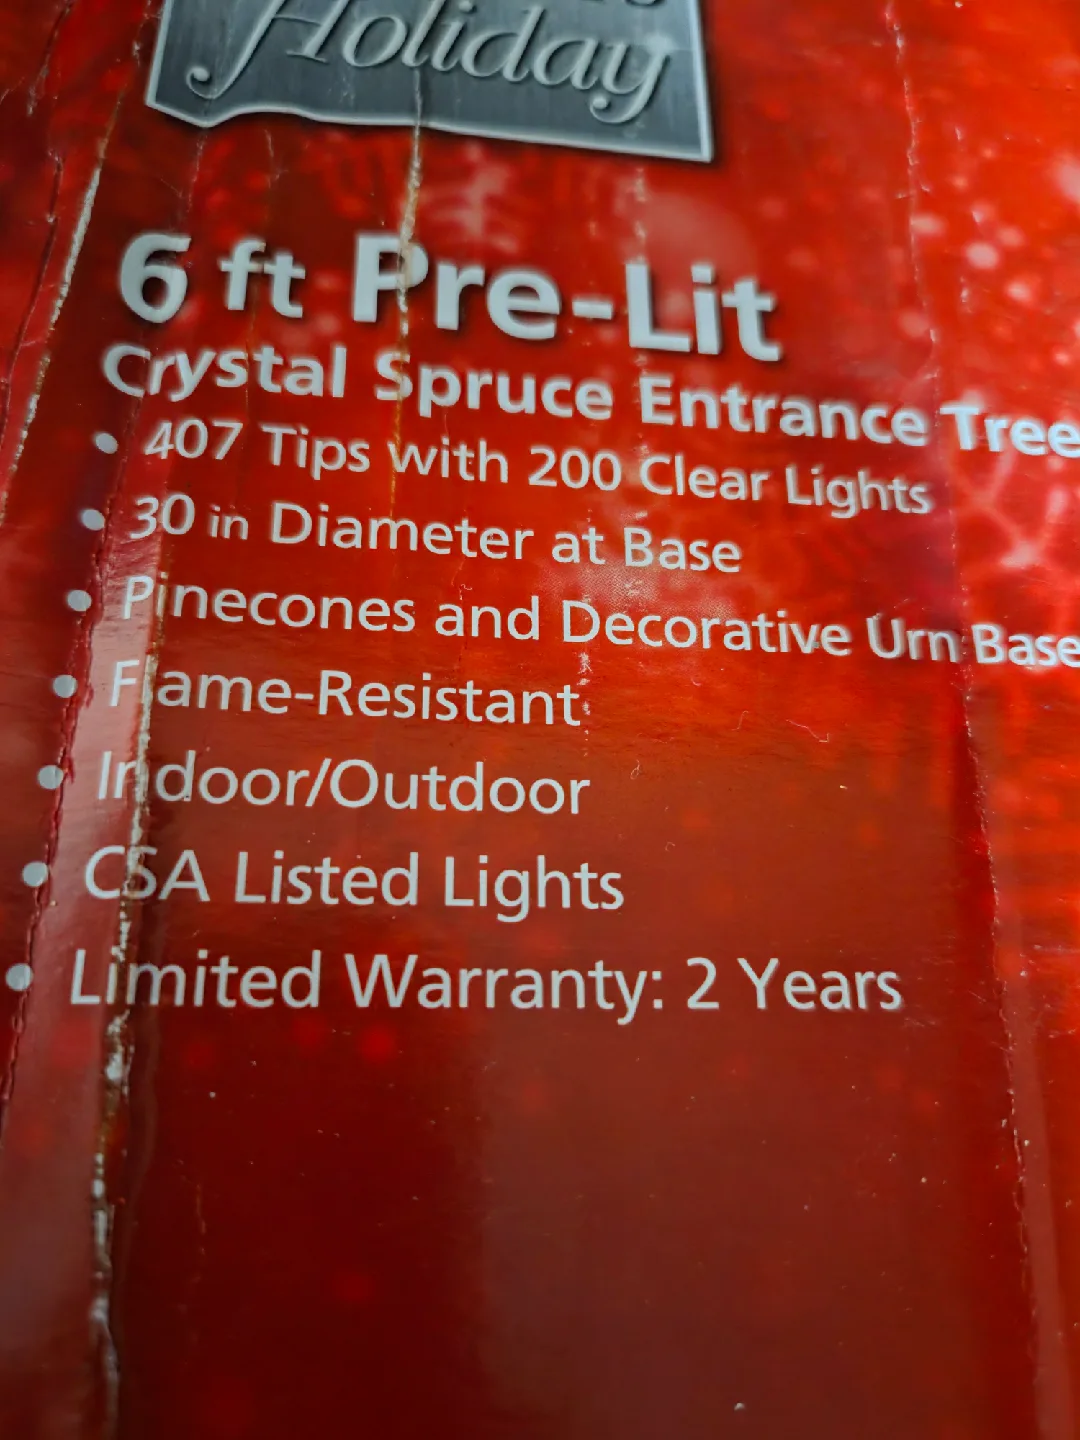 Holiday
6 ft Pre-Lit
Crystal Spruce Entrance Tree
• 407 Tips with 200 Clear Lights
• 30 in Diameter at Base
• Pinecones and Decorative Urn Base
• Flame-Resistant
• Indoor/Outdoor
• CSA Listed Lights
• Limited Warranty: 2 Years